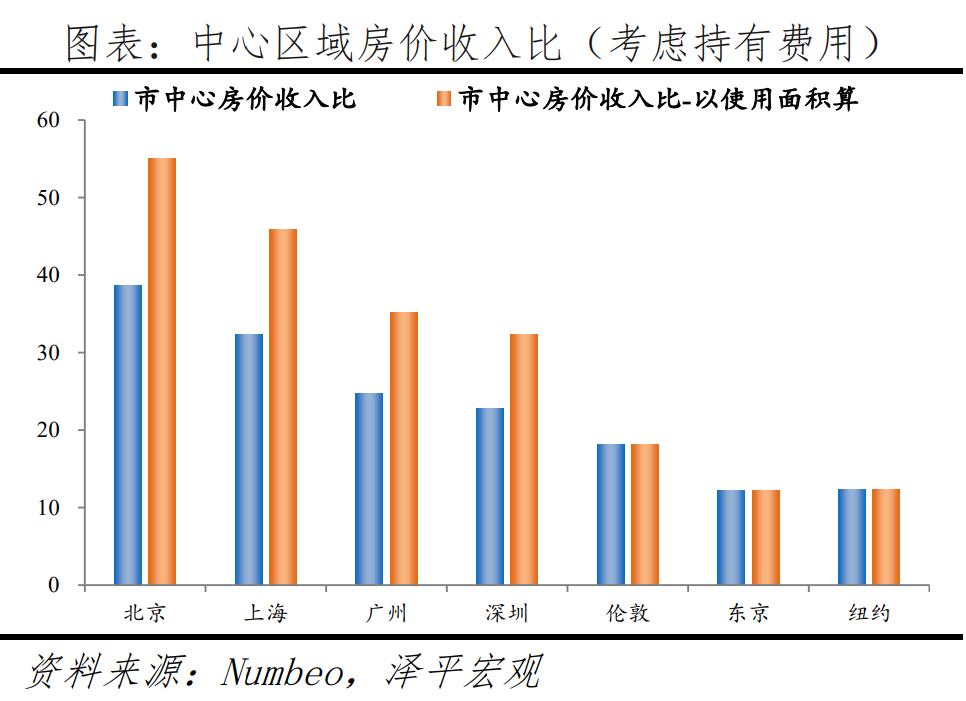 图表：中心区域房价收入比（考虑持有费用）
市中心房价收入比 市中心房价收入比-以使用面积算
60
50
40
30
20
10
0
北京 上海 广州 深圳 伦敦 东京 纽约
资料来源：Numbeo，泽平宏观